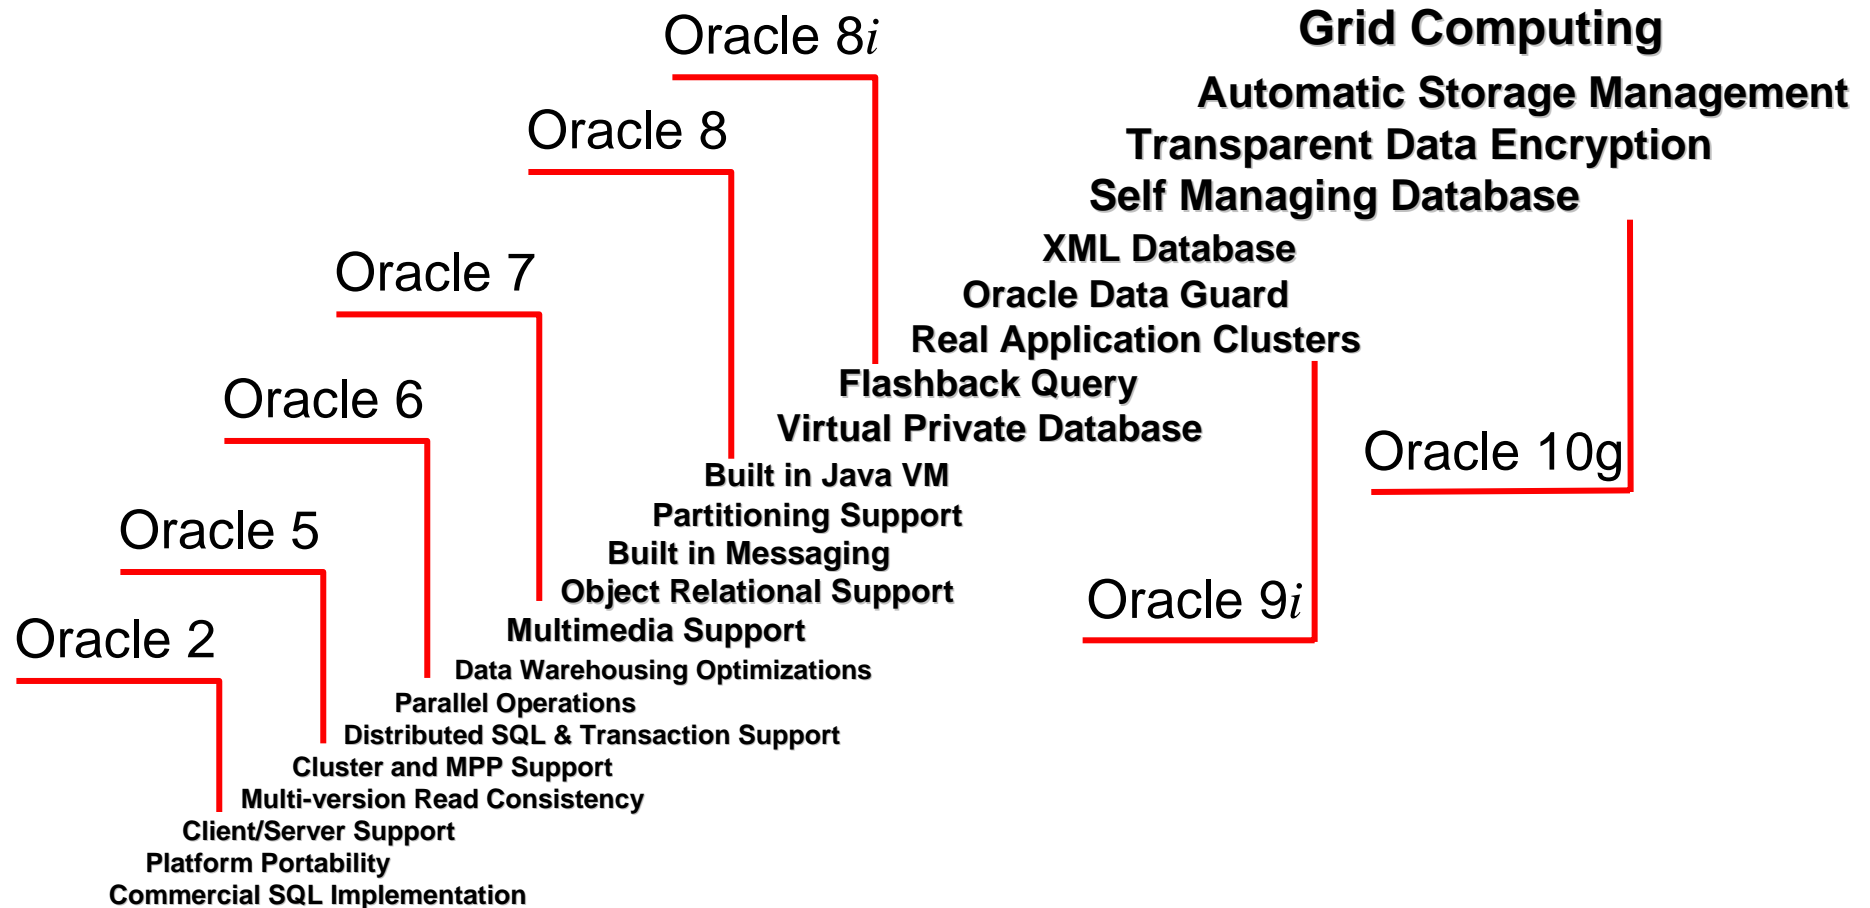 Oracle 8i
Grid Computing
Automatic Storage Management
Oracle 8
Transparent Data Encryption
Self Managing Database
Oracle 7
XML Database
Oracle Data Guard
Real Application Clusters
Oracle 6
Flashback Query
Virtual Private Database
Oracle 10g
Built in Java VM
Partitioning Support
Oracle 5
Built in Messaging
Object Relational Support
Oracle 9i
Multimedia Support
Oracle 2
Data Warehousing Optimizations
Parallel Operations
Distributed SQL & Transaction Support
Cluster and MPP Support
Multi-version Read Consistency
Client/Server Support
Platform Portability
Commercial SQL Implementation